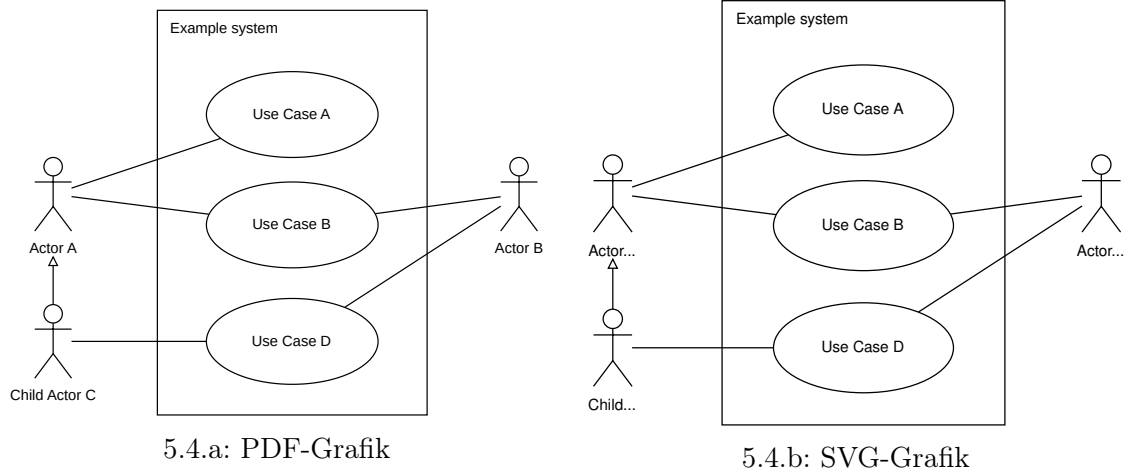 Example system
Use Case A
Actor A
Use Case B
Actor B
Use Case D
Child Actor C
5.4.a: PDF-Grafik
Example system
Use Case A
Actor...
Use Case B
Actor...
Use Case D
Child...
5.4.b: SVG-Grafik